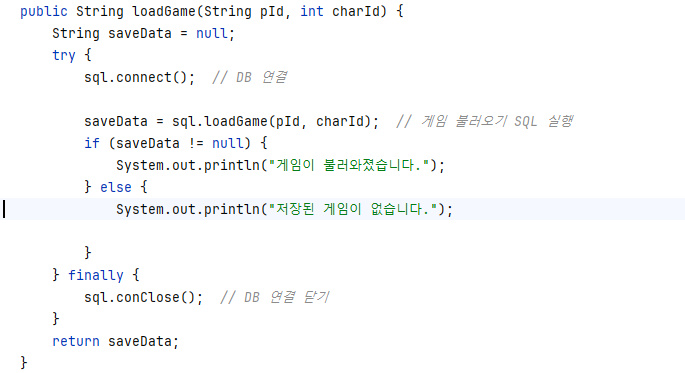 public String loadGame(String pId, int charId) {
    String saveData = null;
    try {
        sql.connect();  // DB 연결

        saveData = sql.loadGame(pId, charId);  // 게임 불러오기 SQL 실행
        if (saveData != null) {
            System.out.println("게임이 불러와졌습니다.");
        } else {
            System.out.println("저장된 게임이 없습니다.");

        }
    } finally {
        sql.conClose();  // DB 연결 닫기
    }
    return saveData;
}